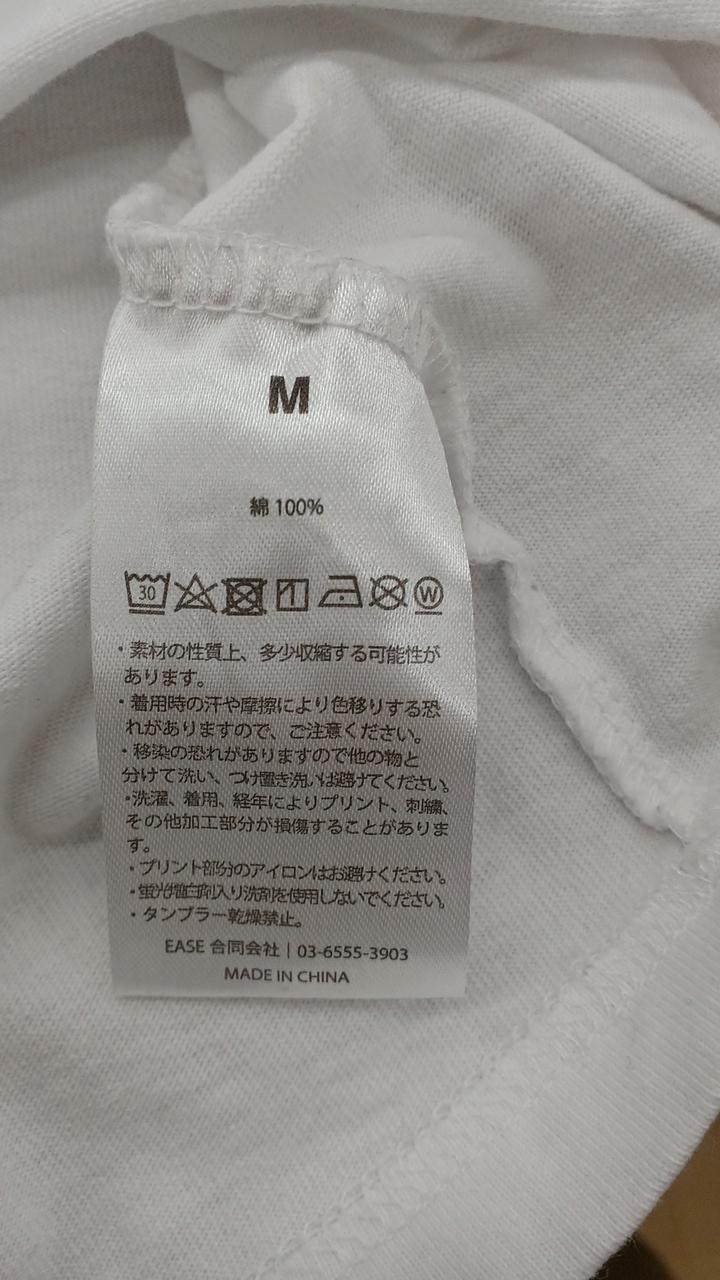 M
綿 100%
30
W
・素材の性質上、多少収縮する可能性が
あります。
・着用時の汗や摩擦により色移りする恐
れがありますので、ご注意ください。
・移染の恐れがありますので他の物と
分けて洗い、つけ置き洗いは避けてください。
・洗濯、着用、経年によりプリント、刺繍、
その他加工部分が損傷することがありま
す。
・プリント部分のアイロンはお避けください。
・蛍光増白剤入り洗剤を使用しないでください。
・タンブラー乾燥禁止。
EASE 合同会社 | 03-6555-3903
MADE IN CHINA